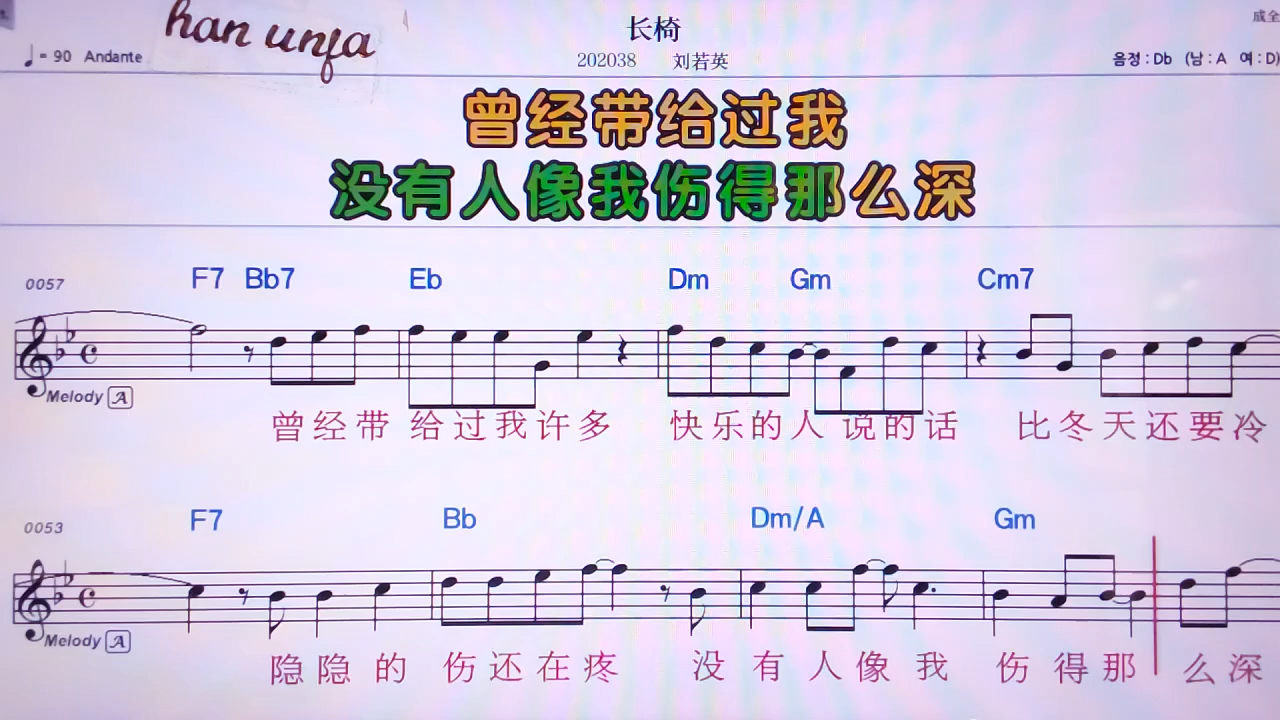 han unfa
长椅
成全
♩= 90 Andante
202038 刘若英
음정 : Db (남 : A 여 : D)
曾经带给过我
没有人像我伤得那么深
0057
F7 Bb7 Eb Dm Gm Cm7
Melody A
曾经带 给过我许多 快乐的人 说的话 比冬天还要冷
0053
F7 Bb Dm/A Gm
Melody A
隐隐的 伤还在疼 没有人像我 伤得那么深